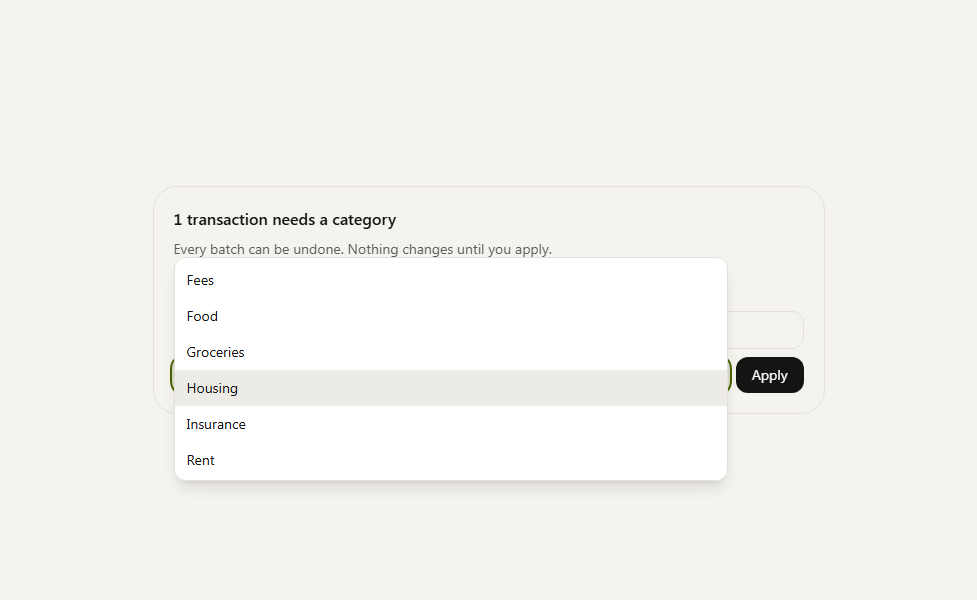 1 transaction needs a category
Every batch can be undone. Nothing changes until you apply.
Fees
Food
Groceries
Housing
Insurance
Rent
Apply